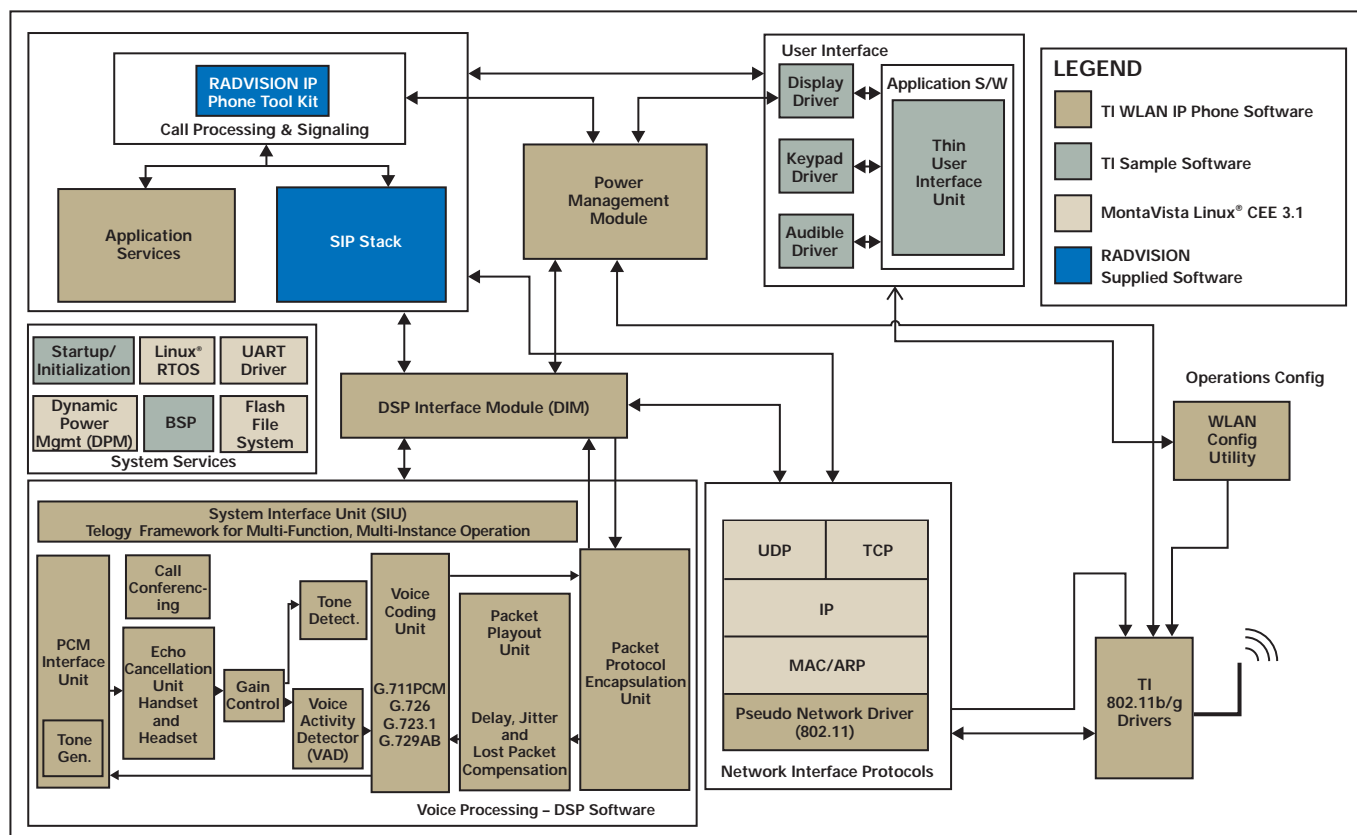 RADVISION IP
Phone Tool Kit
Call Processing & Signaling
Application
Services
SIP Stack
Power
Management
Module
User Interface
Display
Driver
Keypad
Driver
Audible
Driver
Application S/W
Thin
User
Interface
Unit
LEGEND
TI WLAN IP Phone Software
TI Sample Software
MontaVista Linux® CEE 3.1
RADVISION
Supplied Software
Startup/
Initialization
Linux®
RTOS
UART
Driver
Dynamic
Power
Mgmt (DPM)
BSP
Flash
File
System
System Services
DSP Interface Module (DIM)
Operations Config
WLAN
Config
Utility
System Interface Unit (SIU)
Telogy Framework for Multi-Function, Multi-Instance Operation
PCM
Interface
Unit
Tone
Gen.
Call
Conferenc-
ing
Echo
Cancellation
Unit
Handset
and
Headset
Gain
Control
Tone
Detect.
Voice
Activity
Detector
(VAD)
Voice
Coding
Unit
G.711PCM
G.726
G.723.1
G.729AB
Packet
Playout
Unit
Delay, Jitter
and
Lost Packet
Compensation
Packet
Protocol
Encapsulation
Unit
Voice Processing – DSP Software
UDP
TCP
IP
MAC/ARP
Pseudo Network Driver
(802.11)
Network Interface Protocols
TI
802.11b/g
Drivers